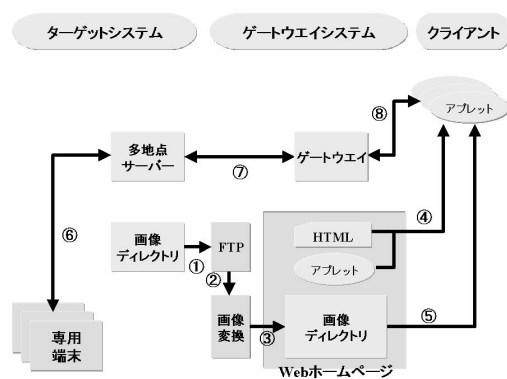 ターゲットシステム
ゲートウエイシステム
クライアント
アプレット
⑧
多地点
サーバー
⑦
ゲートウエイ
⑥
画像
ディレクトリ
①
FTP
②
HTML
④
アプレット
専用
端末
画像
変換
③
画像
ディレクトリ
⑤
Webホームページ